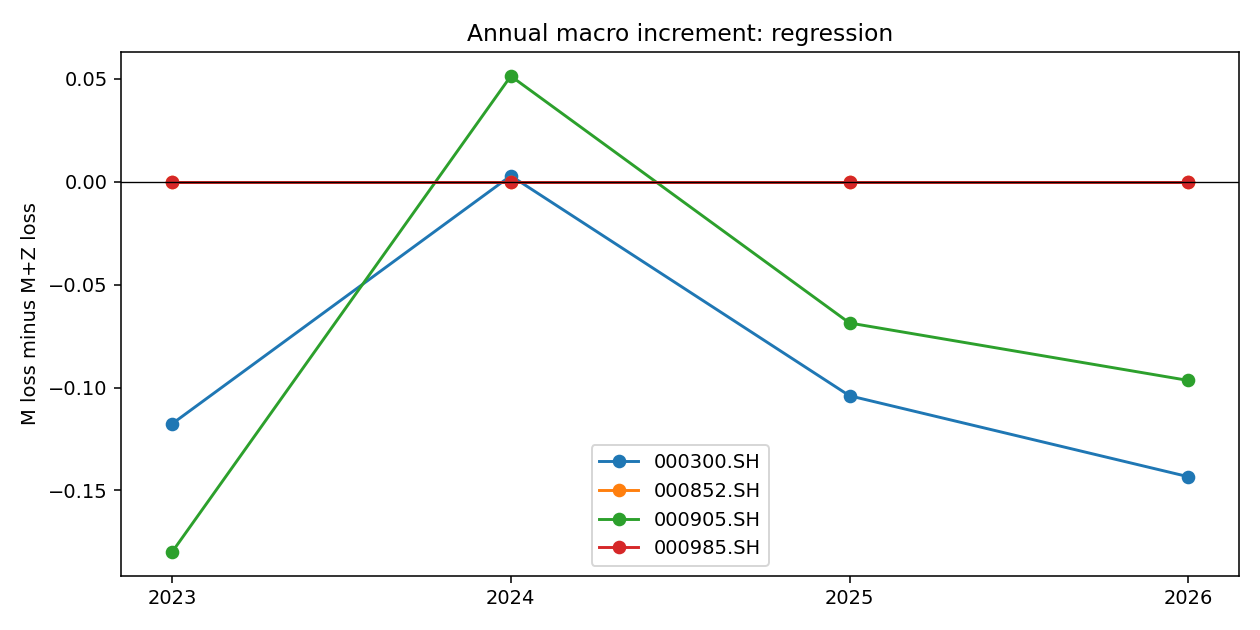 Annual macro increment: regression
M loss minus M+Z loss
0.05
0.00
−0.05
−0.10
−0.15
000300.SH
000852.SH
000905.SH
000985.SH
2023 2024 2025 2026